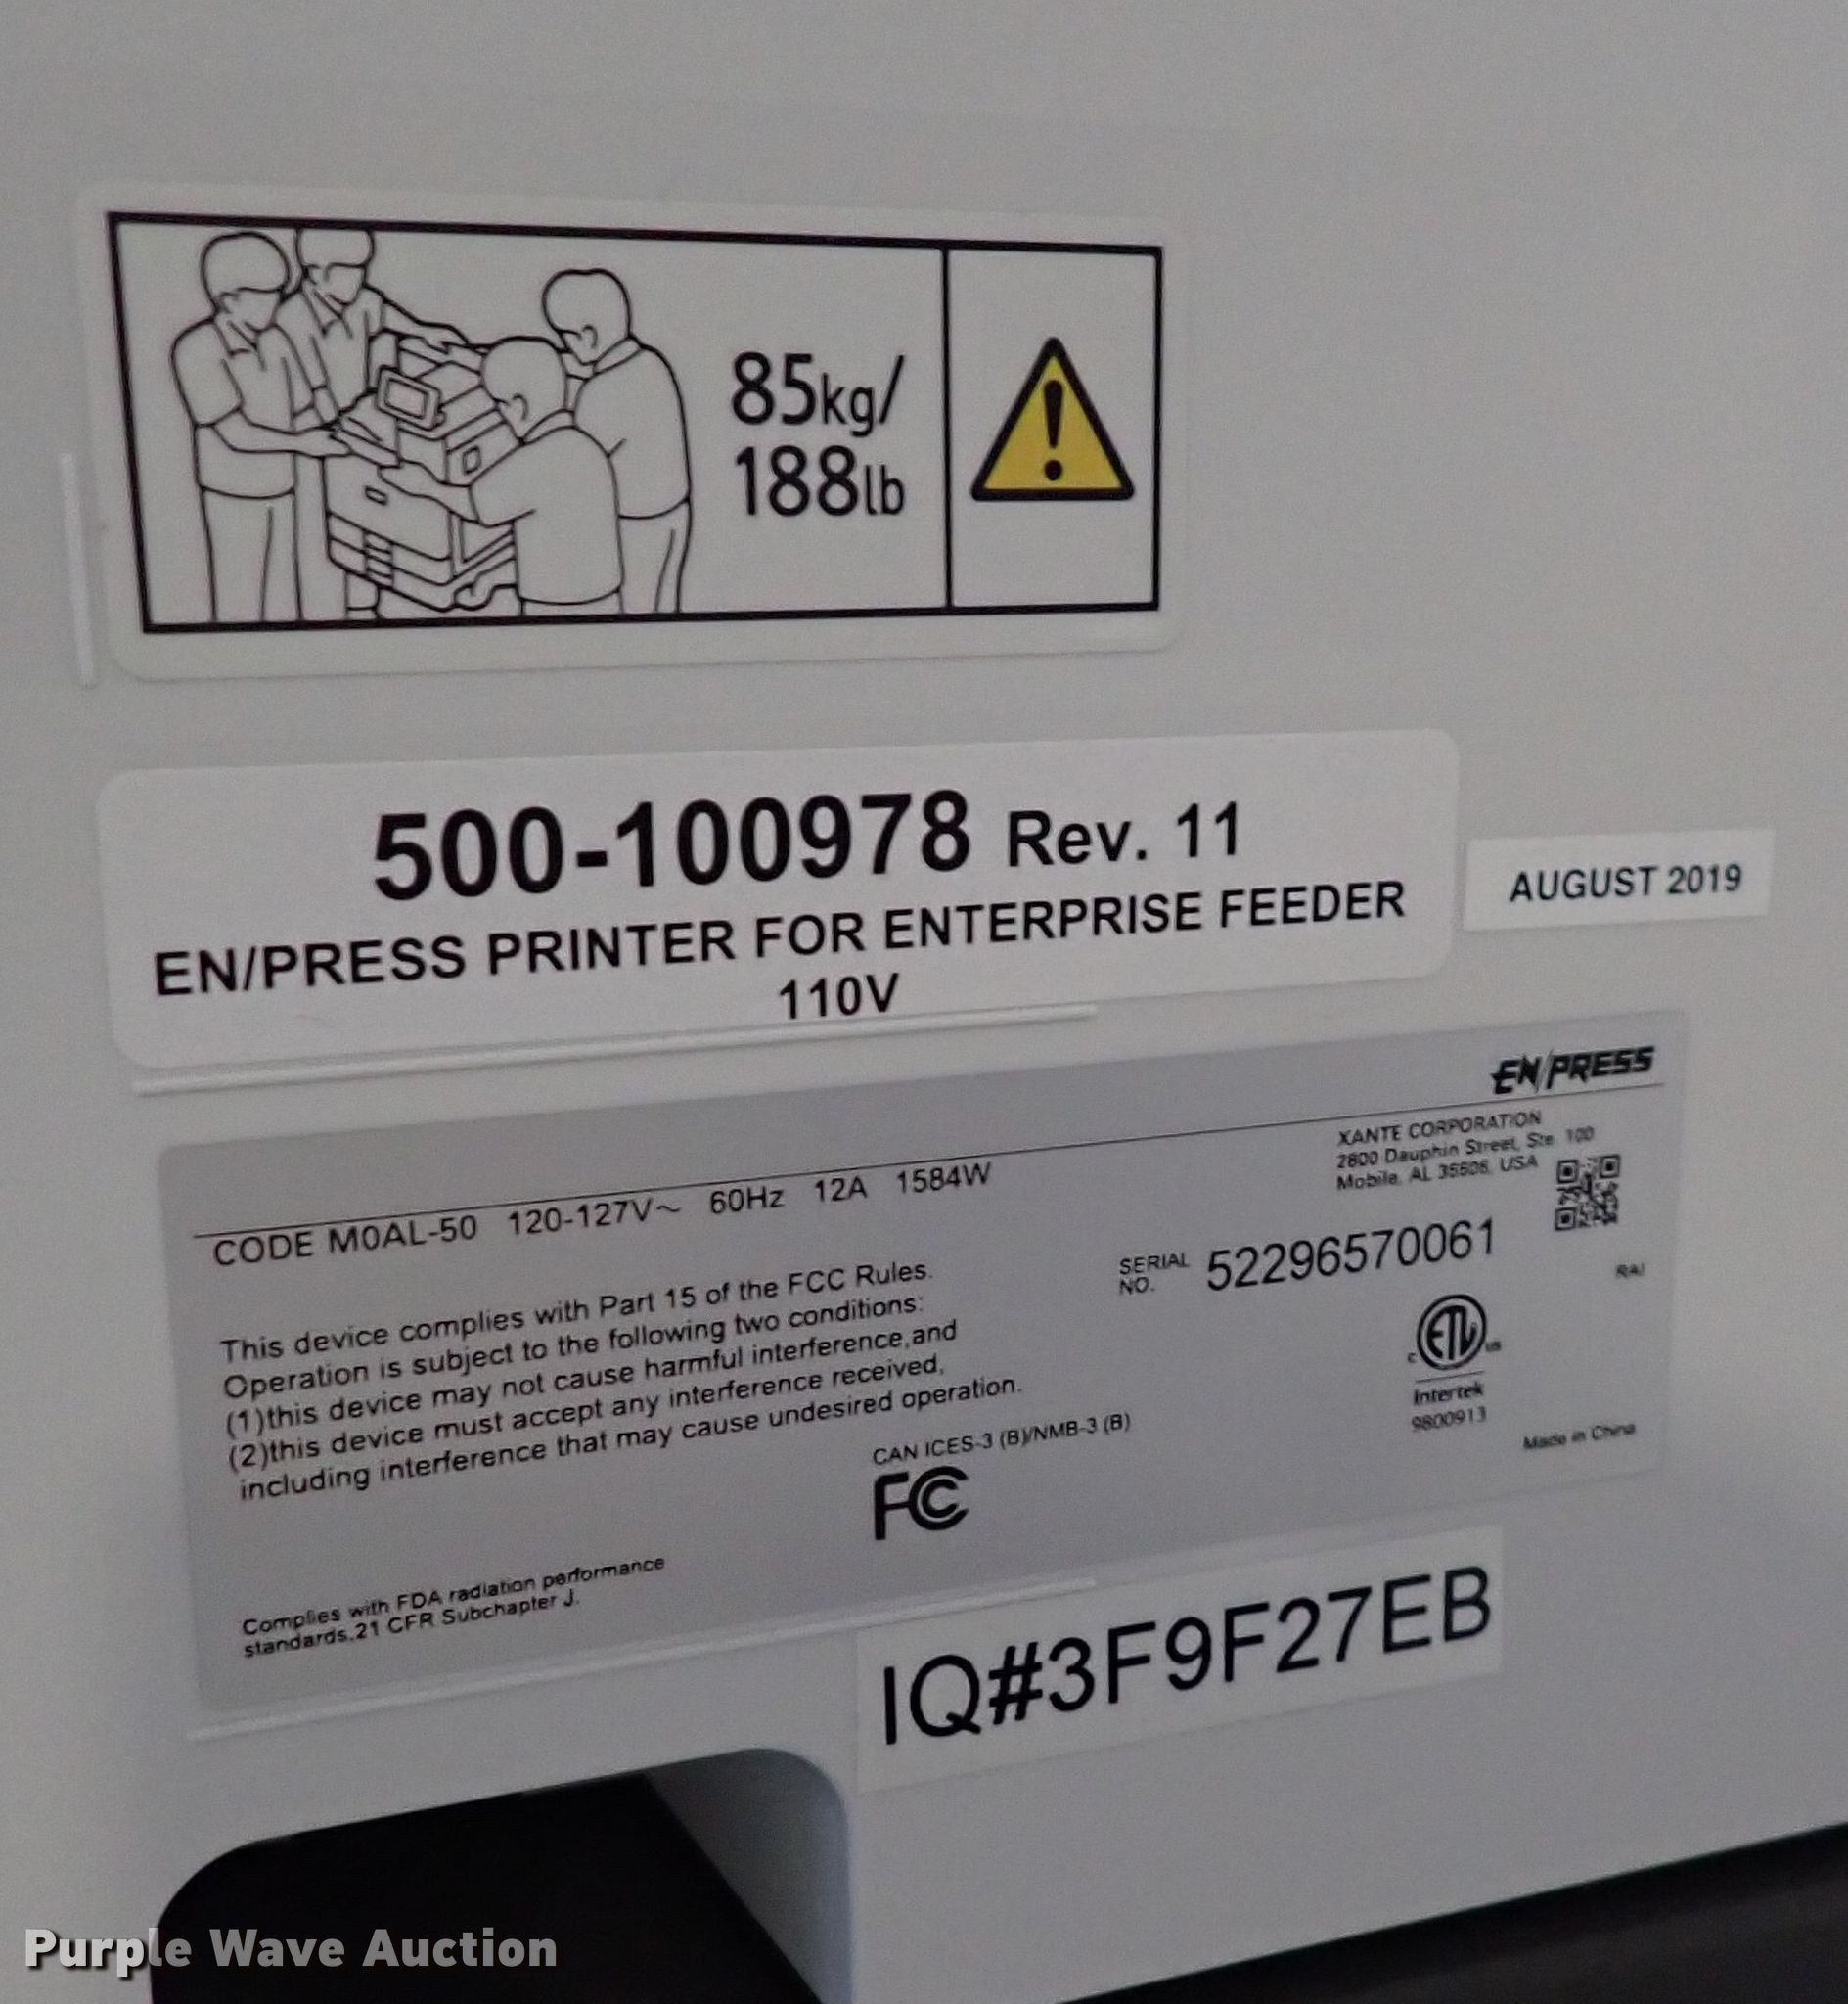 85kg/
188lb
500-100978 Rev. 11
EN/PRESS PRINTER FOR ENTERPRISE FEEDER
110V
AUGUST 2019
EN/PRESS
XANTE CORPORATION
2800 Dauphin Street, Ste 100
Mobile, AL 35606, USA
CODE M0AL-50 120-127V~ 60Hz 12A 1584W
SERIAL NO. 52296570061
RAI
This device complies with Part 15 of the FCC Rules.
Operation is subject to the following two conditions:
(1)this device may not cause harmful interference,and
(2)this device must accept any interference received,
including interference that may cause undesired operation.
CAN ICES-3 (B)/NMB-3 (B)
FC
ETL
c us
Intertek
9800913
Made in China
Complies with FDA radiation performance
standards,21 CFR Subchapter J.
IQ#3F9F27EB
Purple Wave Auction